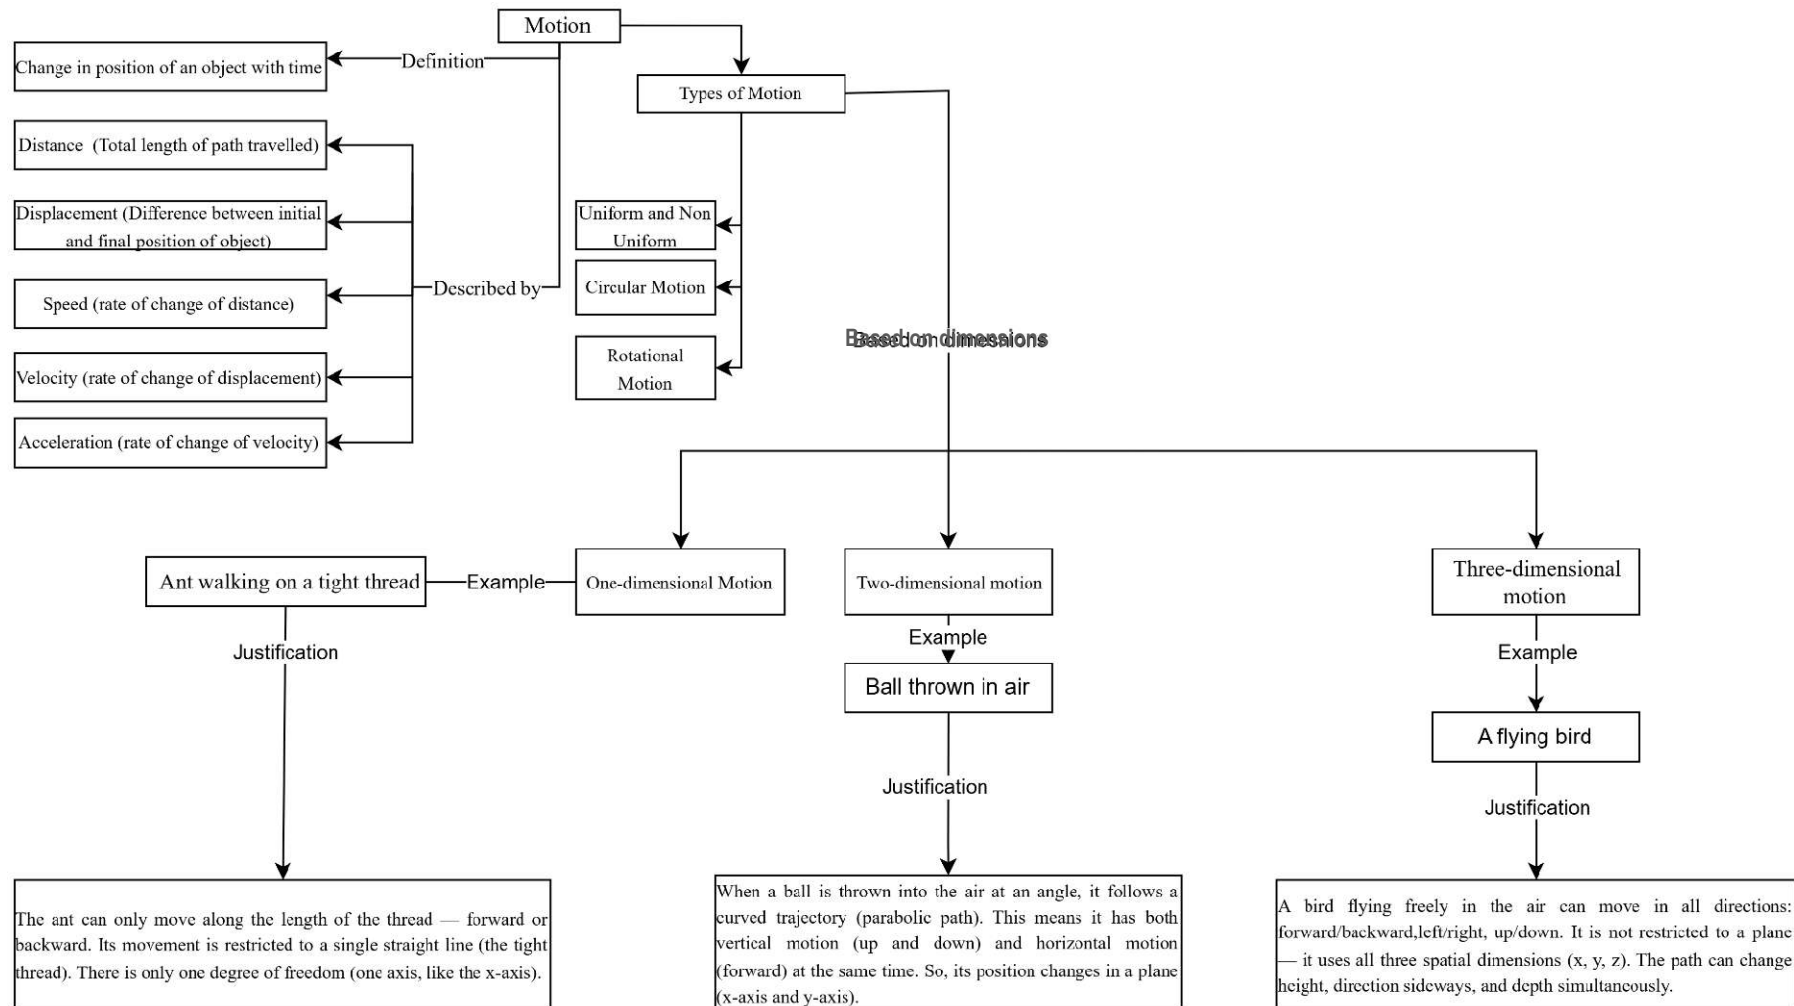 Motion
Definition
Change in position of an object with time
Types of Motion
Distance (Total length of path travelled)
Displacement (Difference between initial
and final position of object)
Speed (rate of change of distance)
Described by
Velocity (rate of change of displacement)
Acceleration (rate of change of velocity)
Uniform and Non
Uniform
Circular Motion
Rotational
Motion
Based on dimensions
Based on dimesnions
One-dimensional Motion
Example
Ant walking on a tight thread
Justification
The ant can only move along the length of the thread — forward or
backward. Its movement is restricted to a single straight line (the tight
thread). There is only one degree of freedom (one axis, like the x-axis).
Two-dimensional motion
Example
Ball thrown in air
Justification
When a ball is thrown into the air at an angle, it follows a
curved trajectory (parabolic path). This means it has both
vertical motion (up and down) and horizontal motion
(forward) at the same time. So, its position changes in a plane
(x-axis and y-axis).
Three-dimensional
motion
Example
A flying bird
Justification
A bird flying freely in the air can move in all directions:
forward/backward,left/right, up/down. It is not restricted to a plane
— it uses all three spatial dimensions (x, y, z). The path can change
height, direction sideways, and depth simultaneously.